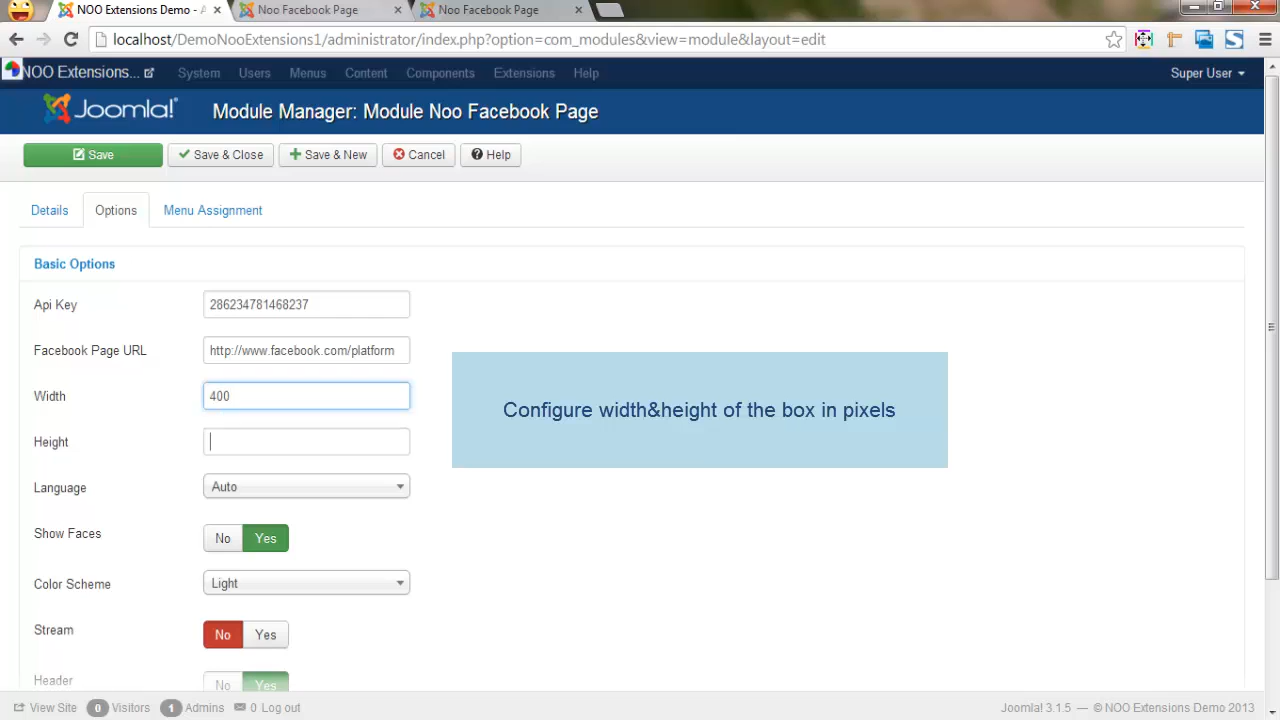 NOO Extensions Demo - A
Noo Facebook Page
Noo Facebook Page
localhost/DemoNooExtensions1/administrator/index.php?option=com_modules&view=module&layout=edit
NOO Extensions... System Users Menus Content Components Extensions Help Super User
Joomla!® Module Manager: Module Noo Facebook Page
Save Save & Close Save & New Cancel Help
Details Options Menu Assignment
Basic Options
Api Key 286234781468237
Facebook Page URL http://www.facebook.com/platform
Width 400
Configure width&height of the box in pixels
Height
Language Auto
Show Faces No Yes
Color Scheme Light
Stream No Yes
Header No Yes
View Site 0 Visitors 1 Admins 0 Log out Joomla! 3.1.5 — © NOO Extensions Demo 2013